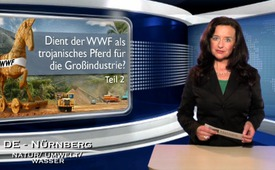 Dient der WWF als
trojanisches Pferd für
die Großindustrie?
Teil 2
WWF
DE - NÜRNBERG
NATUR/ UMWELT/
WASSER